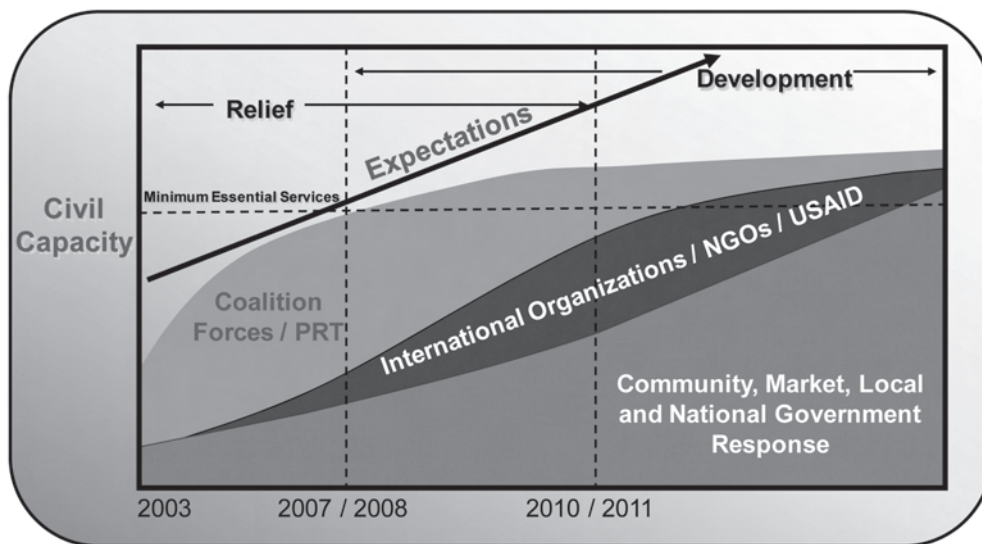 Development
Relief
Expectations
Minimum Essential Services
Civil
Capacity
Coalition
Forces / PRT
International Organizations / NGOs / USAID
Community, Market, Local
and National Government
Response
2003
2007 / 2008
2010 / 2011